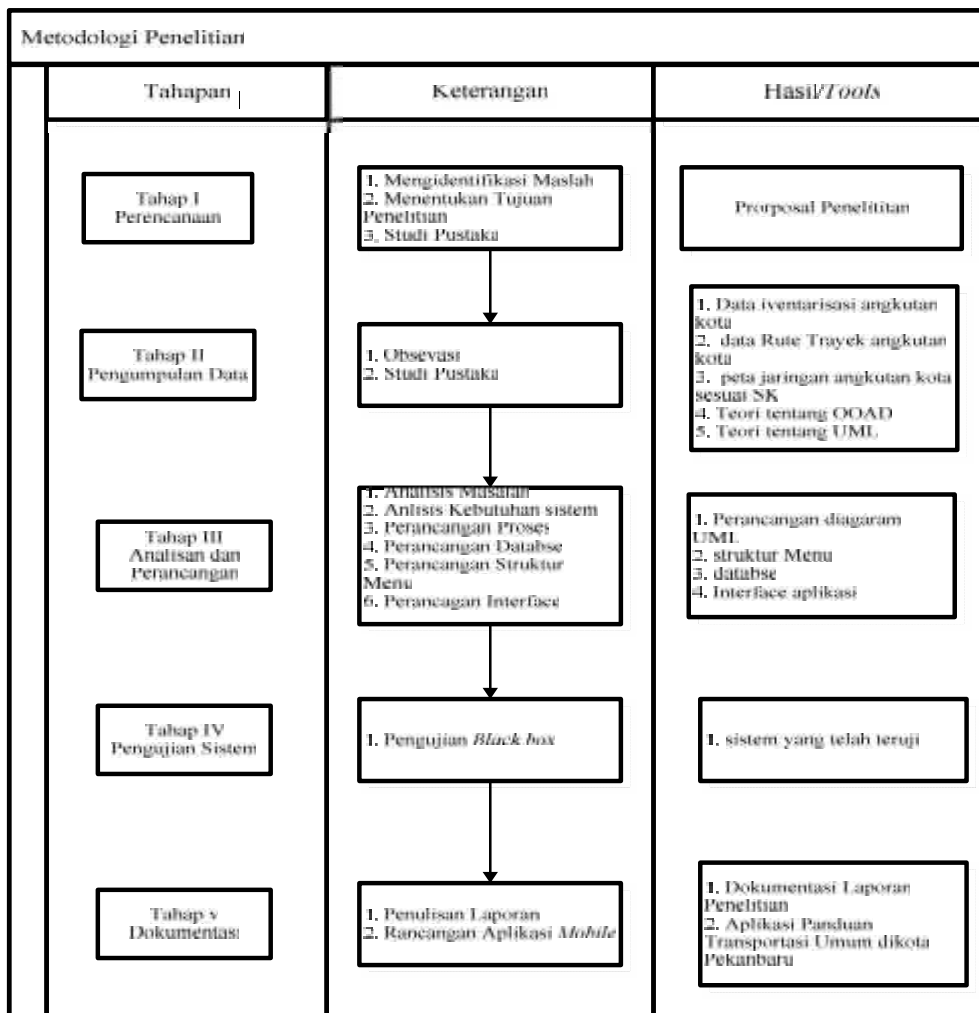 Metodologi Penelitian
Tahapan
Keterangan
Hasil/Tools
Tahap I
Perencanaan
1. Mengidentifikasi Maslah
2. Menentukan Tujuan
Penelitian
3. Studi Pustaka
Prorposal Penelititan
Tahap II
Pengumpulan Data
1. Obsevasi
2. Studi Pustaka
1. Data iventarisasi angkutan
kota
2. data Rute Trayek angkutan
kota
3. peta jaringan angkutan kota
sesuai SK
4. Teori tentang OOAD
5. Teori tentang UML
Tahap III
Analisan dan
Perancangan
1. Analisis Masalah
2. Anlisis Kebutuhan sistem
3. Perancangan Proses
4. Perancangan Databse
5. Perancangan Struktur
Menu
6. Perancagan Interface
1. Perancangan diagaram
UML
2. struktur Menu
3. databse
4. Interface aplikasi
Tahap IV
Pengujian Sistem
1. Pengujian Black box
1. sistem yang telah teruji
Tahap v
Dokumentasi
1. Penulisan Laporan
2. Rancangan Aplikasi Mobile
1. Dokumentasi Laporan
Penelitian
2. Aplikasi Panduan
Transportasi Umum dikota
Pekanbaru